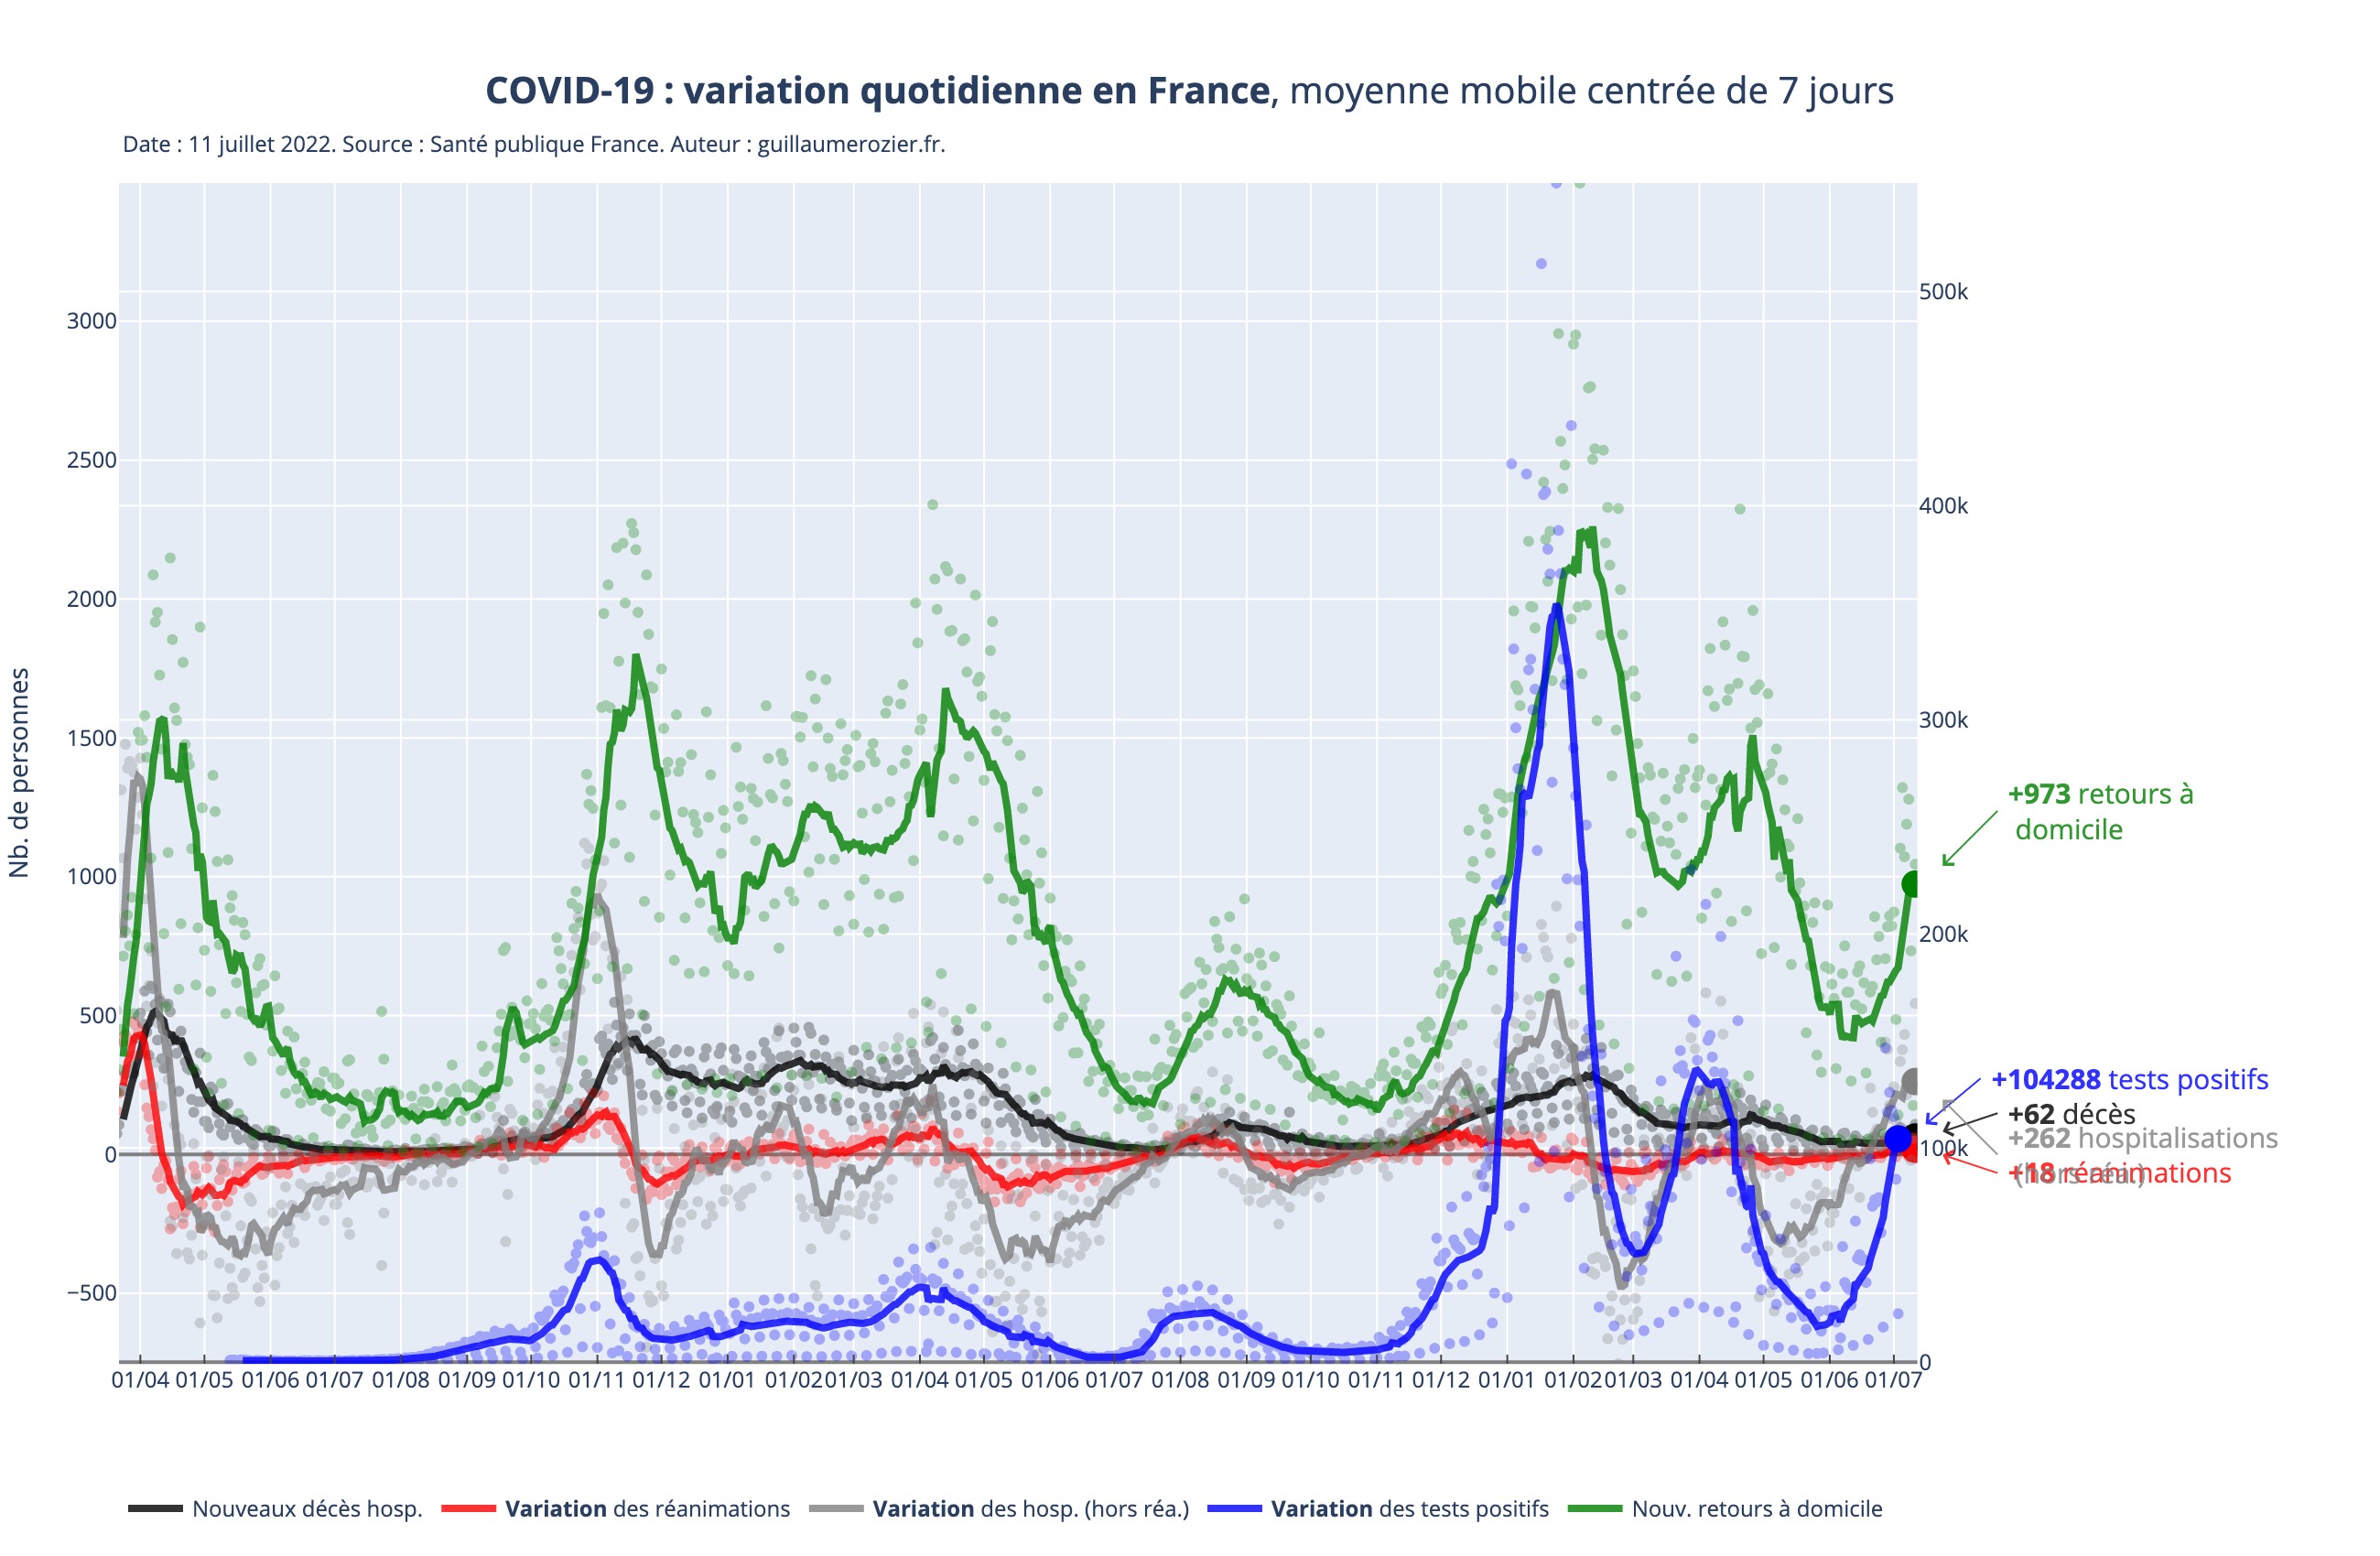 COVID-19 : variation quotidienne en France, moyenne mobile centrée de 7 jours
Date : 11 juillet 2022. Source : Santé publique France. Auteur : guillaumerozier.fr.
Nb. de personnes
3000
2500
2000
1500
1000
500
0
−500
500k
400k
300k
200k
100k
0
+973 retours à
domicile
+104288 tests positifs
+62 décès
+262 hospitalisations
(hors réa.)
+18 réanimations
01/04 01/05 01/06 01/07 01/08 01/09 01/10 01/11 01/12 01/01 01/02 01/03 01/04 01/05 01/06 01/07 01/08 01/09 01/10 01/11 01/12 01/01 01/02 01/03 01/04 01/05 01/06 01/07
Nouveaux décès hosp. Variation des réanimations Variation des hosp. (hors réa.) Variation des tests positifs Nouv. retours à domicile